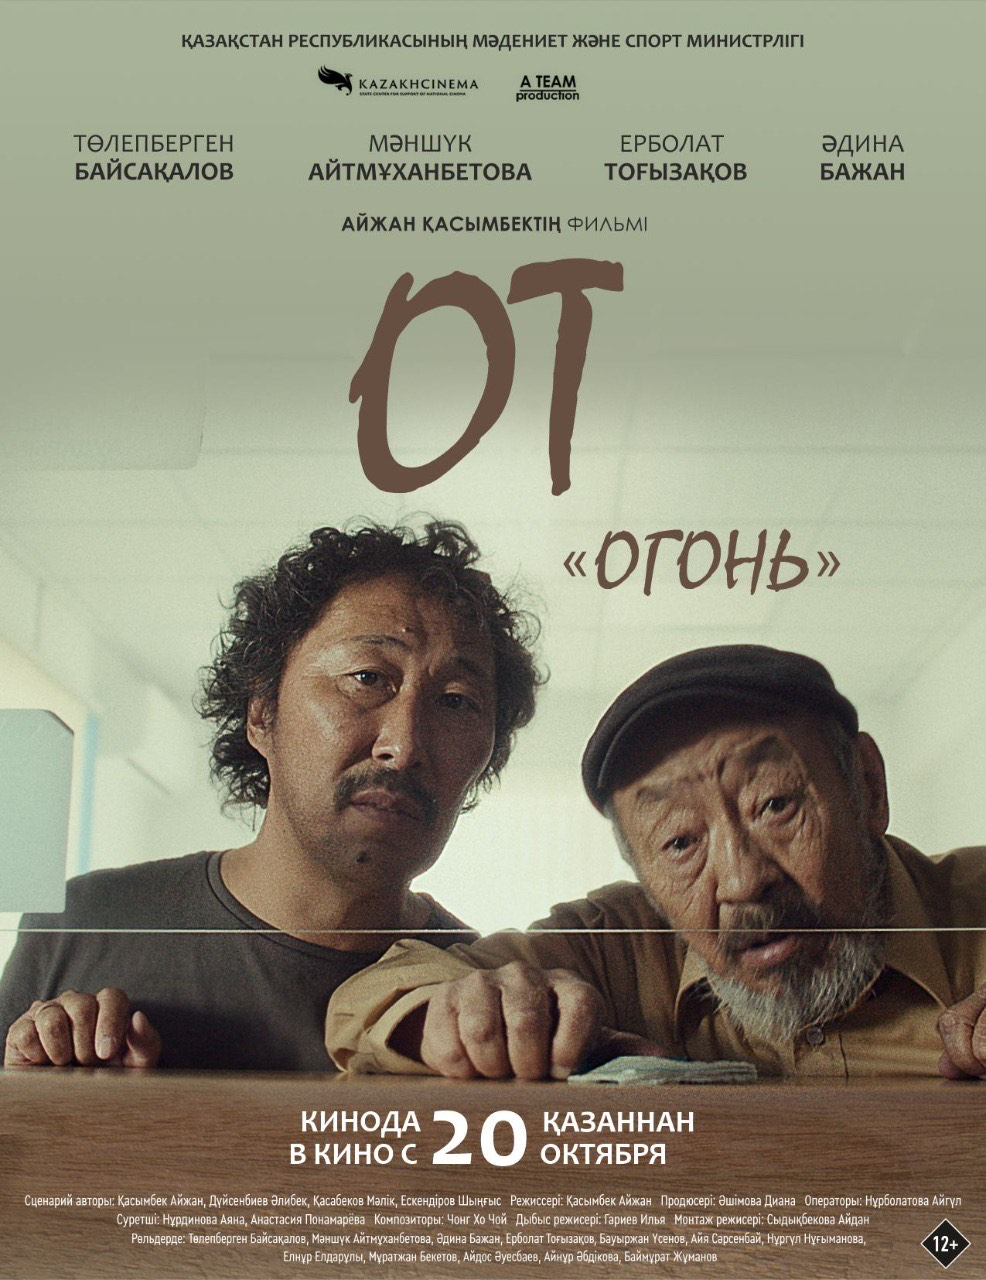 ҚАЗАҚСТАН РЕСПУБЛИКАСЫНЫҢ МӘДЕНИЕТ ЖӘНЕ СПОРТ МИНИСТРЛІГІ
KAZAKHCINEMA
STATE CENTER FOR SUPPORT OF NATIONAL CINEMA
A TEAM
production
ТӨЛЕПБЕРГЕН БАЙСАҚАЛОВ
МӘНШҮК АЙТМҰХАНБЕТОВА
ЕРБОЛАТ ТОҒЫЗАҚОВ
ӘДИНА БАЖАН
АЙЖАН ҚАСЫМБЕКТІҢ ФИЛЬМІ
ОТ
«ОГОНЬ»
КИНОДА 20 ҚАЗАННАН
В КИНО С 20 ОКТЯБРЯ
Сценарий авторы: Қасымбек Айжан, Дүйсенбиев Әлибек, Қасабеков Мәлік, Ескендіров Шыңғыс Режиссері: Қасымбек Айжан Продюсері: Әшімова Диана Операторы: Нұрболатова Айгүл
Суретші: Нұрдинова Аяна, Анастасия Понамарёва Композиторы: Чонг Хо Чой Дыбыс режисері: Гариев Илья Монтаж режисері: Сыдықбекова Айдан
Рөльдерде: Төлепберген Байсақалов, Мәншүк Айтмұханбетова, Әдина Бажан, Ерболат Тоғызақов, Бауыржан Үсенов, Айя Сарсенбай, Нұргүл Нұғыманова,
Елнұр Елдарұлы, Мұратжан Бекетов, Айдос Әуесбаев, Айнұр Әбдікова, Баймұрат Жұманов
12+